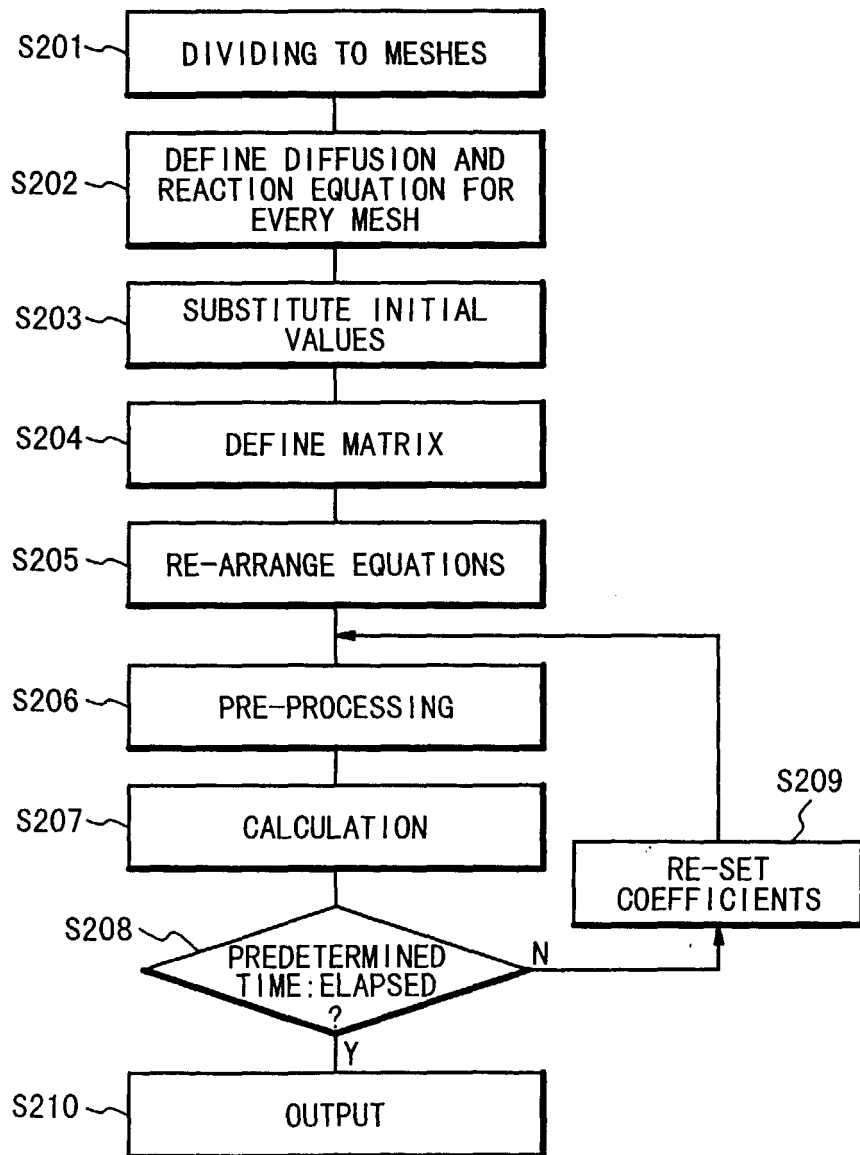 S201
DIVIDING TO MESHES
S202
DEFINE DIFFUSION AND
REACTION EQUATION FOR
EVERY MESH
S203
SUBSTITUTE INITIAL
VALUES
S204
DEFINE MATRIX
S205
RE-ARRANGE EQUATIONS
S206
PRE-PROCESSING
S207
CALCULATION
S209
RE-SET
COEFFICIENTS
S208
PREDETERMINED
TIME:ELAPSED
?
N
Y
S210
OUTPUT